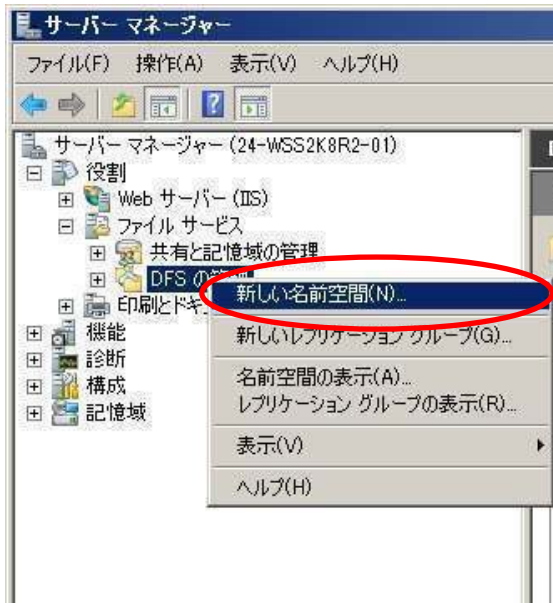 サーバー マネージャー
ファイル(F) 操作(A) 表示(V) ヘルプ(H)
サーバー マネージャー (24-WSS2K8R2-01)
役割
Web サーバー (IIS)
ファイル サービス
共有と記憶域の管理
DFS の
印刷とドキ
機能
診断
構成
記憶域
新しい名前空間(N)...
新しいレプリケーション グループ(G)...
名前空間の表示(A)...
レプリケーション グループの表示(R)...
表示(V)
ヘルプ(H)